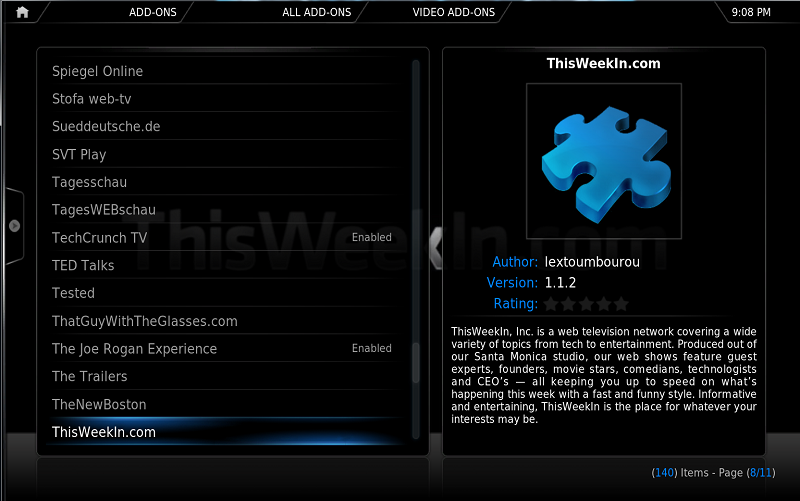 ADD-ONS ALL ADD-ONS VIDEO ADD-ONS 9:08 PM
ThisWeekIn.com
Spiegel Online
Stofa web-tv
Sueddeutsche.de
SVT Play
Tagesschau
TagesWEBschau
TechCrunch TV Enabled
TED Talks
Tested
ThatGuyWithTheGlasses.com
The Joe Rogan Experience Enabled
The Trailers
TheNewBoston
ThisWeekIn.com
ThisWeekIn.com
Author: lextoumbourou
Version: 1.1.2
Rating:
ThisWeekIn, Inc. is a web television network covering a wide
variety of topics from tech to entertainment. Produced out of
our Santa Monica studio, our web shows feature guest
experts, founders, movie stars, comedians, technologists
and CEO's — all keeping you up to speed on what's
happening this week with a fast and funny style. Informative
and entertaining, ThisWeekIn is the place for whatever your
interests may be.
(140) Items - Page (8/11)